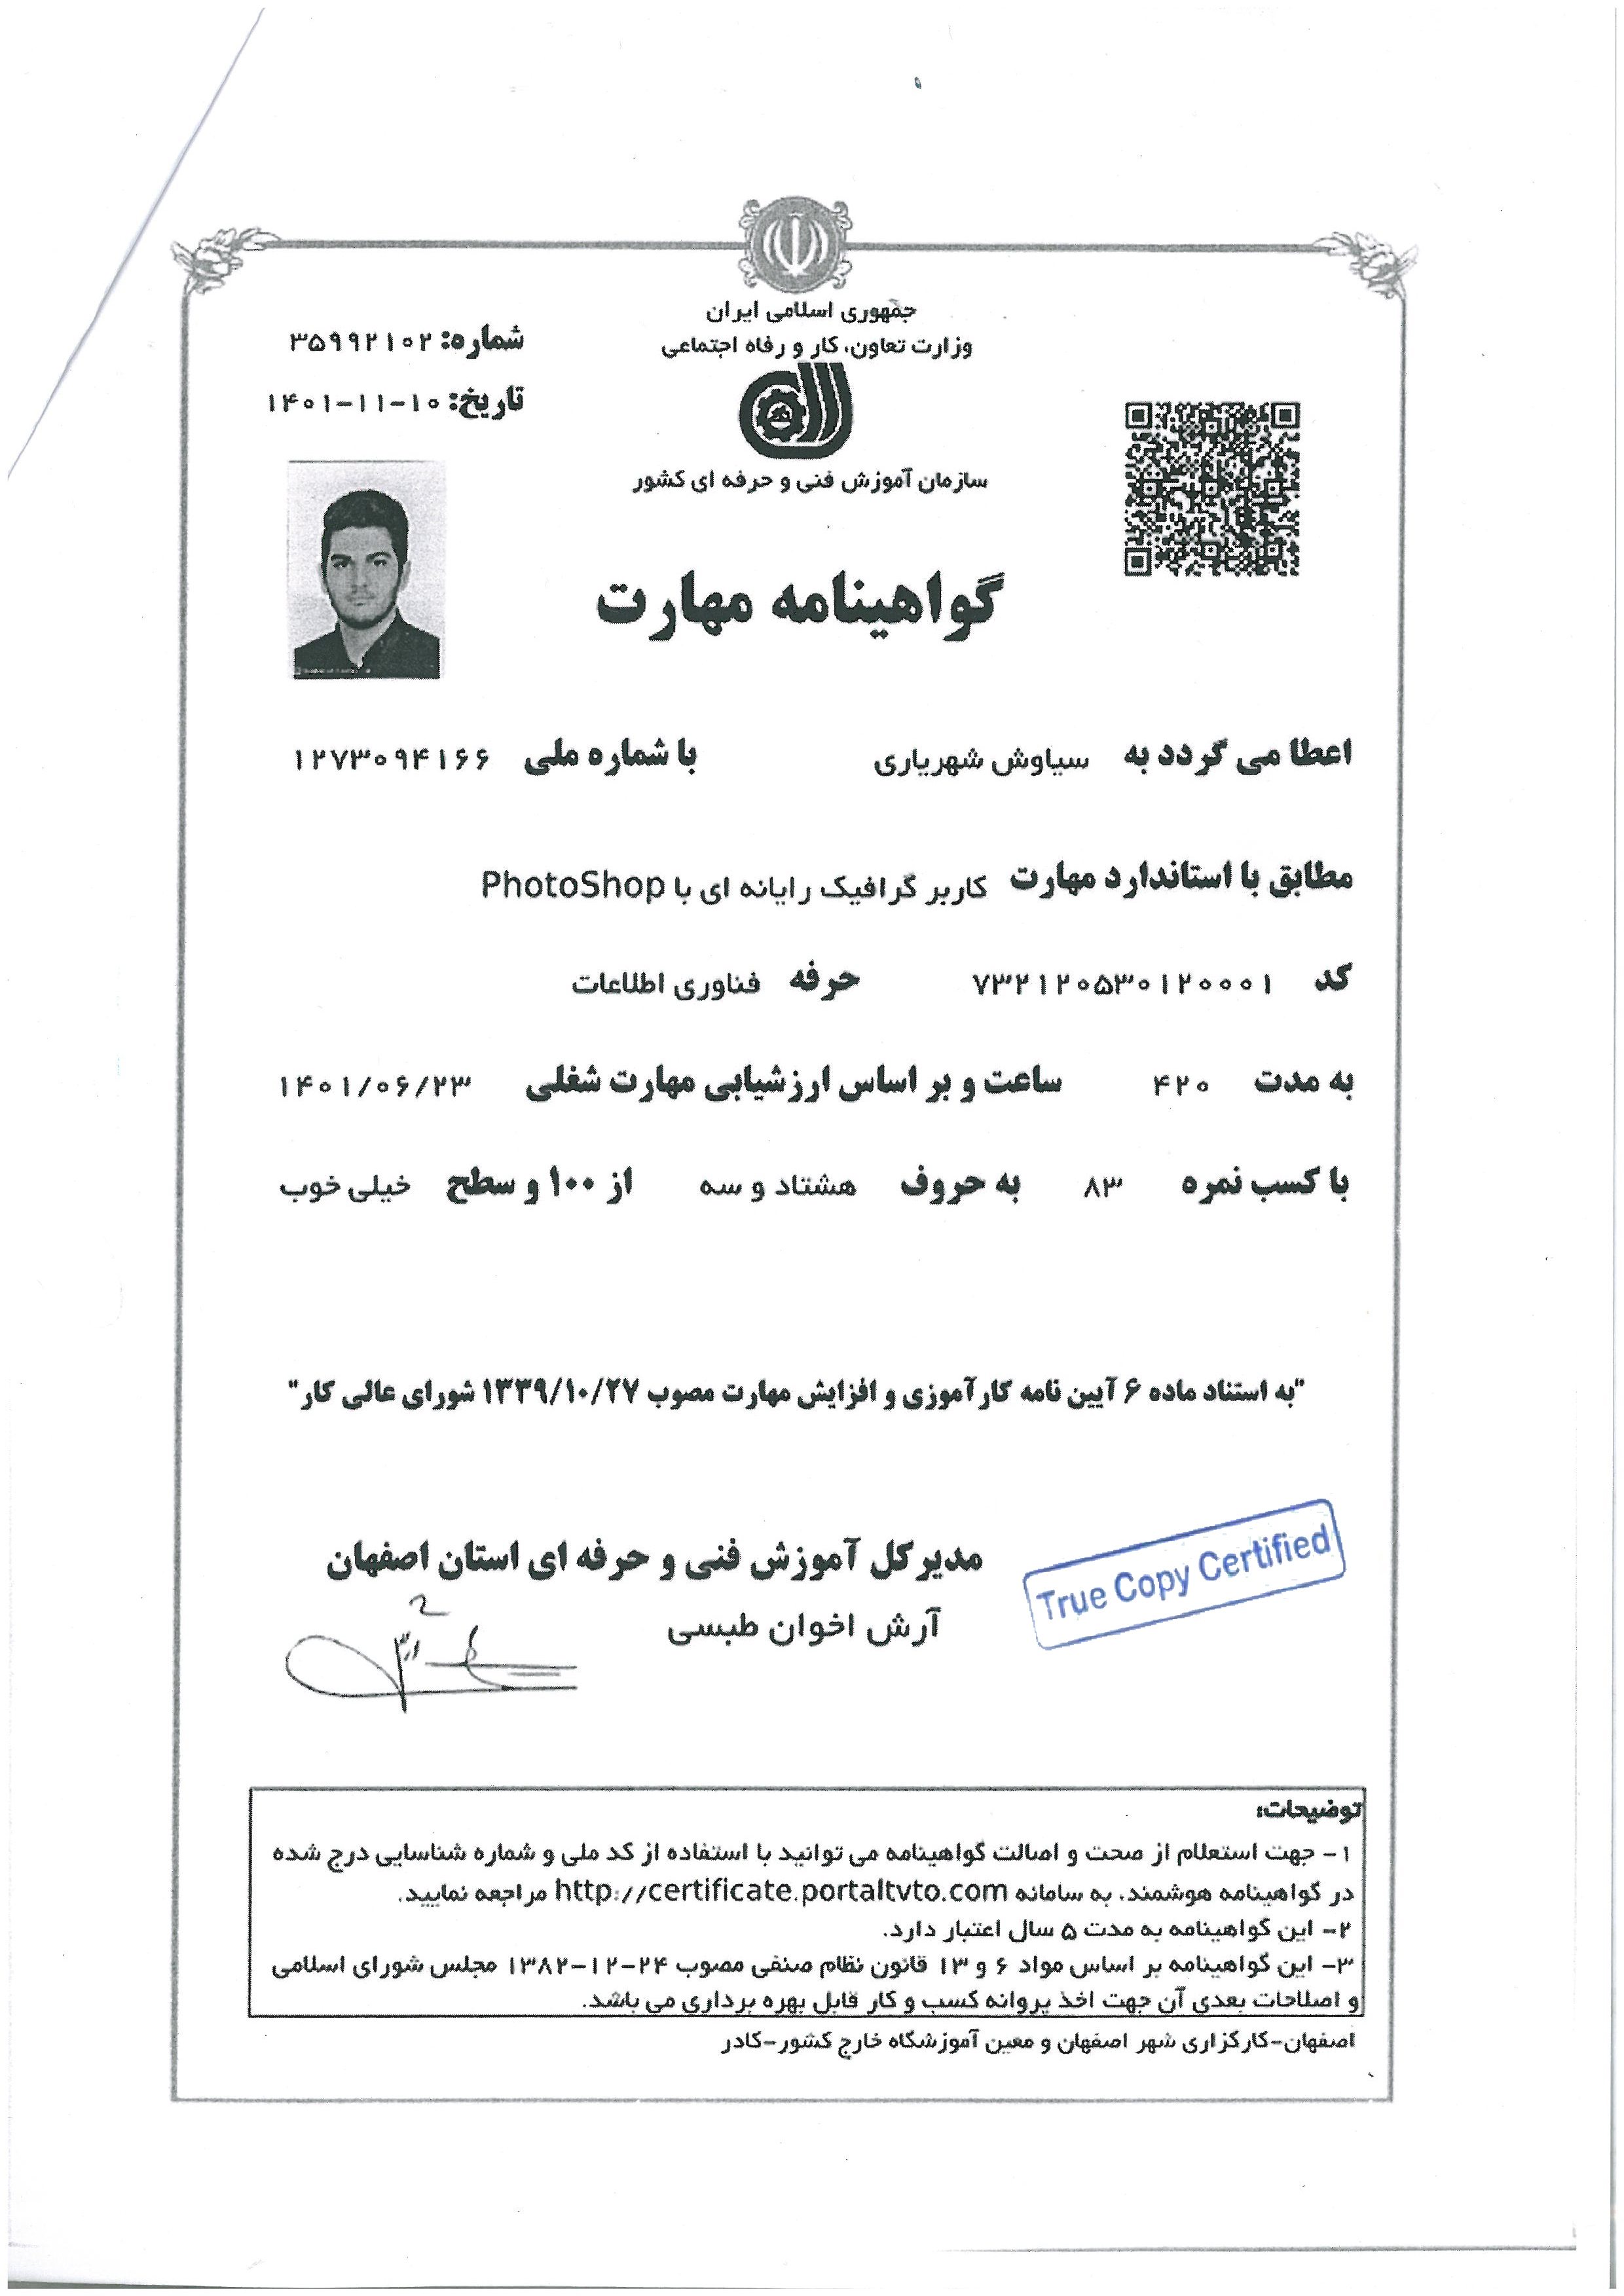 جمهوری اسلامی ایران
وزارت تعاون، کار و رفاه اجتماعی
سازمان آموزش فنی و حرفه ای کشور
شماره: ۳۵۹۹۲۱۰۲
تاریخ: ۱۴۰۱-۱۱-۱۰
گواهینامه مهارت
اعطا می گردد به سیاوش شهریاری با شماره ملی ۱۲۷۳۰۹۴۱۶۶
مطابق با استاندارد مهارت کاربر گرافیک رایانه ای با PhotoShop
کد ۷۳۲۱۲۰۵۳۰۱۲۰۰۰۱ حرفه فناوری اطلاعات
به مدت ۴۲۰ ساعت و بر اساس ارزشیابی مهارت شغلی ۱۴۰۱/۰۶/۲۳
با کسب نمره ۸۳ به حروف هشتاد و سه از ۱۰۰ و سطح خیلی خوب
"به استناد ماده ۶ آیین نامه کارآموزی و افزایش مهارت مصوب ۱۳۳۹/۱۰/۲۷ شورای عالی کار"
مدیرکل آموزش فنی و حرفه ای استان اصفهان
آرش اخوان طبسی
True Copy Certified
توضیحات:
۱- جهت استعلام از صحت و اصالت گواهینامه می توانید با استفاده از کد ملی و شماره شناسایی درج شده
در گواهینامه هوشمند، به سامانه http://certificate.portaltvto.com مراجعه نمایید.
۲- این گواهینامه به مدت ۵ سال اعتبار دارد.
۳- این گواهینامه بر اساس مواد ۶ و ۱۳ قانون نظام صنفی مصوب ۲۴-۱۲-۱۳۸۲ مجلس شورای اسلامی
و اصلاحات بعدی آن جهت اخذ پروانه کسب و کار قابل بهره برداری می باشد.
اصفهان-کارگزاری شهر اصفهان و معین آموزشگاه خارج کشور-کادر